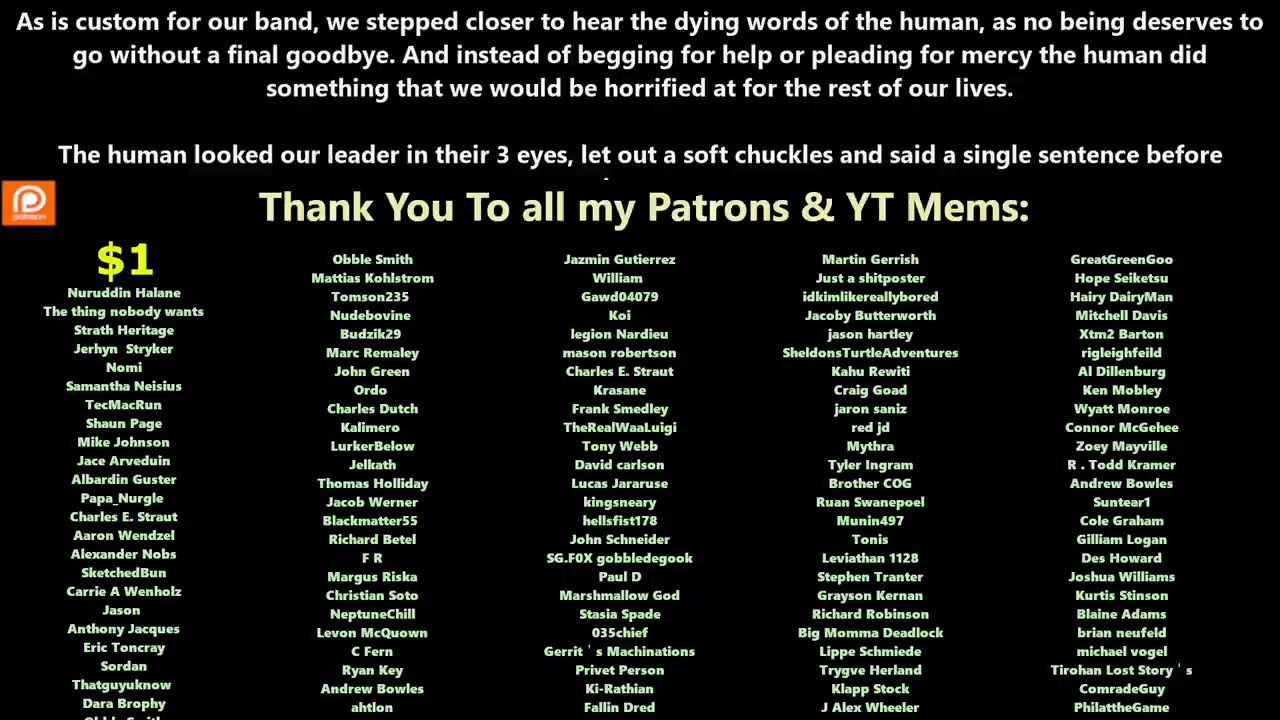 As is custom for our band, we stepped closer to hear the dying words of the human, as no being deserves to
go without a final goodbye. And instead of begging for help or pleading for mercy the human did
something that we would be horrified at for the rest of our lives.
The human looked our leader in their 3 eyes, let out a soft chuckles and said a single sentence before
patreon
Thank You To all my Patrons & YT Mems:
$1
Nuruddin Halane
The thing nobody wants
Strath Heritage
Jerhyn Stryker
Nomi
Samantha Neisius
TecMacRun
Shaun Page
Mike Johnson
Jace Arveduin
Albardin Guster
Papa_Nurgle
Charles E. Straut
Aaron Wendzel
Alexander Nobs
SketchedBun
Carrie A Wenholz
Jason
Anthony Jacques
Eric Toncray
Sordan
Thatguyuknow
Dara Brophy
Obble Smith
Mattias Kohlstrom
Tomson235
Nudebovine
Budzik29
Marc Remaley
John Green
Ordo
Charles Dutch
Kalimero
LurkerBelow
Jelkath
Thomas Holliday
Jacob Werner
Blackmatter55
Richard Betel
F R
Margus Riska
Christian Soto
NeptuneChill
Levon McQuown
C Fern
Ryan Key
Andrew Bowles
ahtlon
Jazmin Gutierrez
William
Gawd04079
Koi
legion Nardieu
mason robertson
Charles E. Straut
Krasane
Frank Smedley
TheRealWaaLuigi
Tony Webb
David carlson
Lucas Jararuse
kingsneary
hellsfist178
John Schneider
SG.F0X gobbledegook
Paul D
Marshmallow God
Stasia Spade
035chief
Gerrit ' s Machinations
Privet Person
Ki-Rathian
Fallin Dred
Martin Gerrish
Just a shitposter
idkimlikereallybored
Jacoby Butterworth
jason hartley
SheldonsTurtleAdventures
Kahu Rewiti
Craig Goad
jaron saniz
red jd
Mythra
Tyler Ingram
Brother COG
Ruan Swanepoel
Munin497
Tonis
Leviathan 1128
Stephen Tranter
Grayson Kernan
Richard Robinson
Big Momma Deadlock
Lippe Schmiede
Trygve Herland
Klapp Stock
J Alex Wheeler
GreatGreenGoo
Hope Seiketsu
Hairy DairyMan
Mitchell Davis
Xtm2 Barton
rigleighfeild
Al Dillenburg
Ken Mobley
Wyatt Monroe
Connor McGehee
Zoey Mayville
R . Todd Kramer
Andrew Bowles
Suntear1
Cole Graham
Gilliam Logan
Des Howard
Joshua Williams
Kurtis Stinson
Blaine Adams
brian neufeld
michael vogel
Tirohan Lost Story ' s
ComradeGuy
PhilattheGame